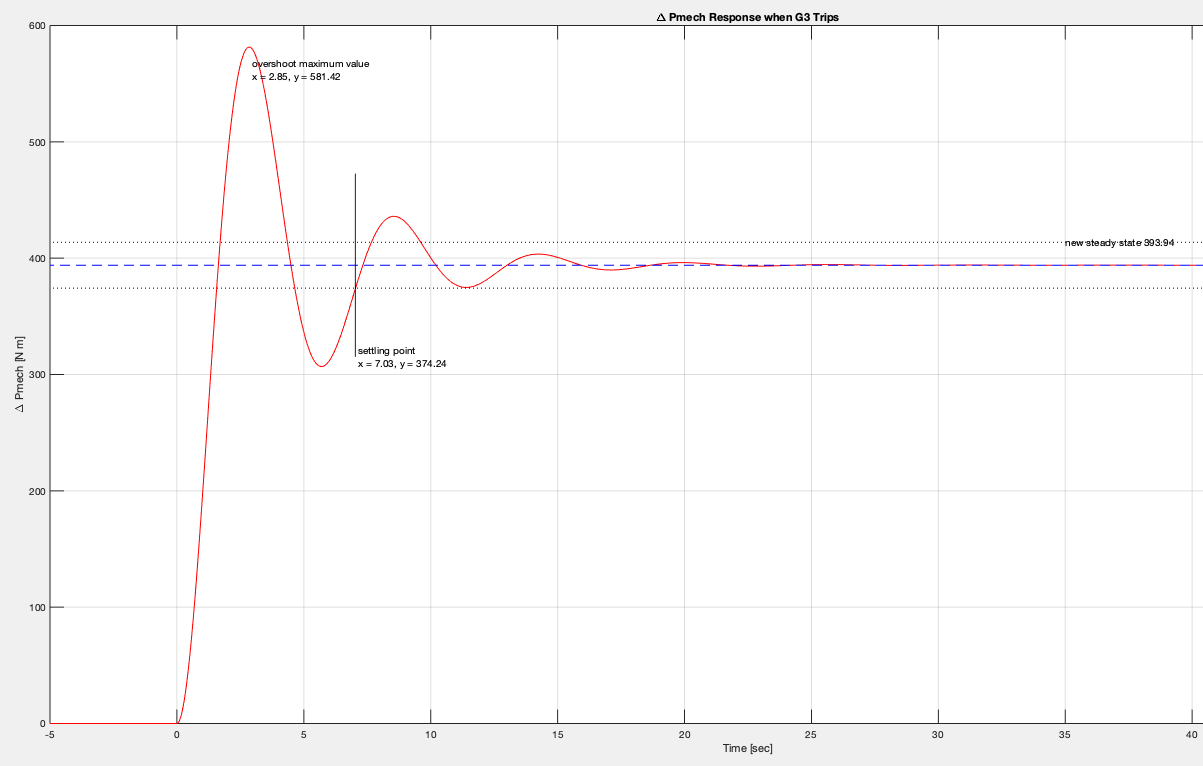 Δ Pmech Response when G3 Trips
600
500
400
300
200
100
0
Δ Pmech [N m]
overshoot maximum value
x = 2.85, y = 581.42
new steady state 393.94
settling point
x = 7.03, y = 374.24
-5 0 5 10 15 20 25 30 35 40
Time [sec]